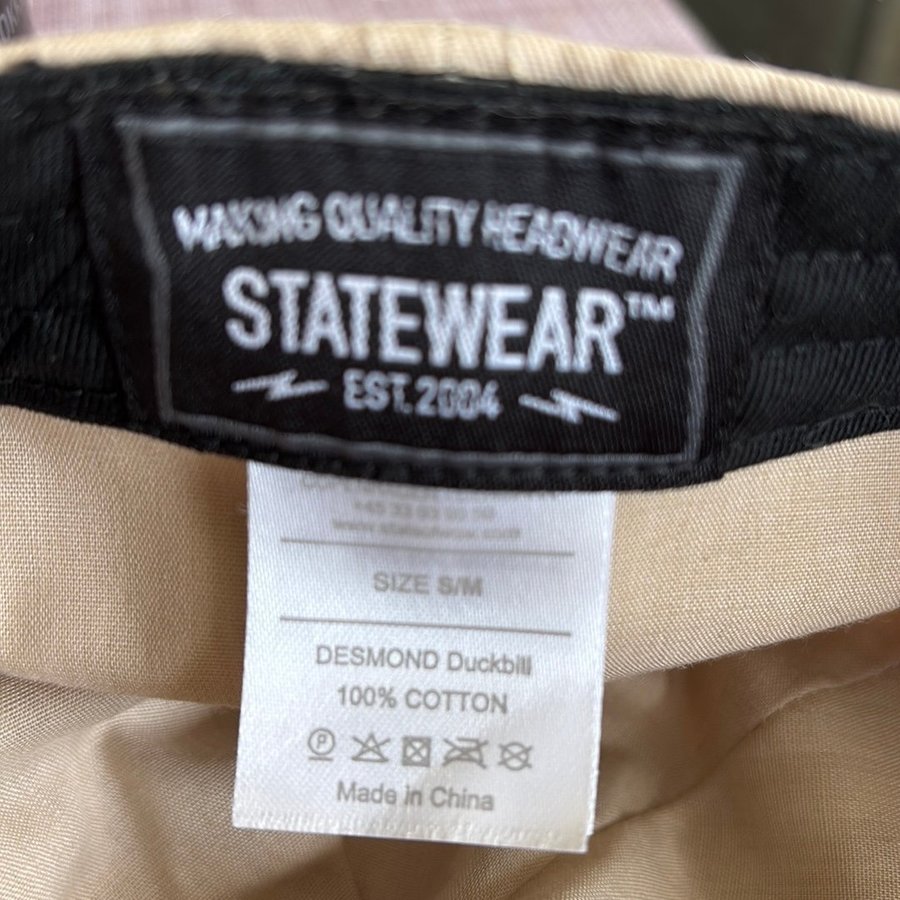 MAKING QUALITY HEADWEAR
STATEWEAR™
EST. 2004
SIZE S/M
DESMOND Duckbill
100% COTTON
Made in China